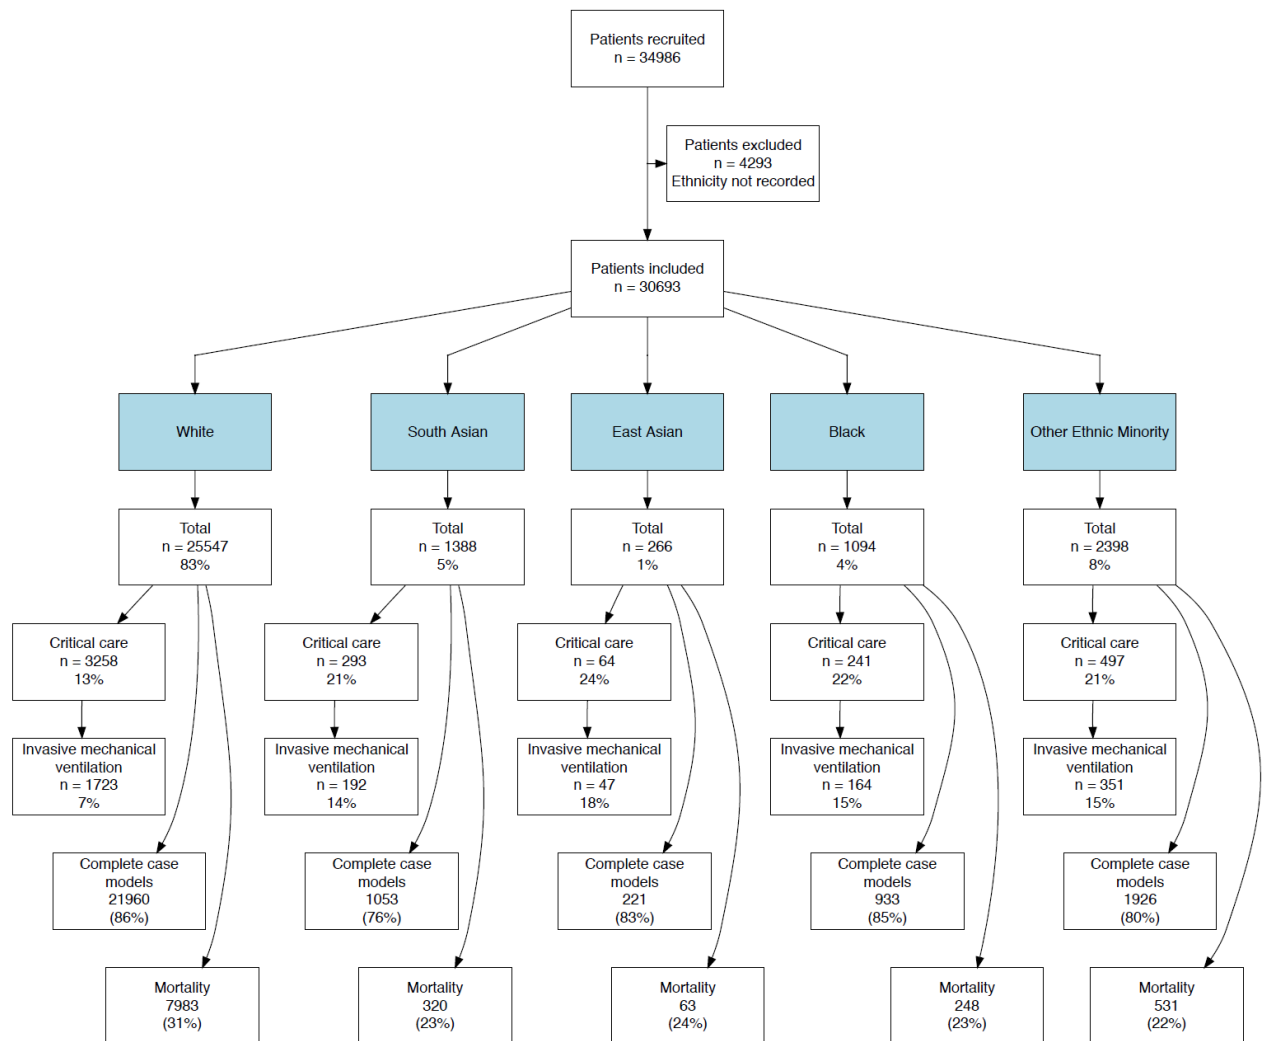 Patients recruited
n = 34986
Patients excluded
n = 4293
Ethnicity not recorded
Patients included
n = 30693
White
South Asian
East Asian
Black
Other Ethnic Minority
Total
n = 25547
83%
Total
n = 1388
5%
Total
n = 266
1%
Total
n = 1094
4%
Total
n = 2398
8%
Critical care
n = 3258
13%
Critical care
n = 293
21%
Critical care
n = 64
24%
Critical care
n = 241
22%
Critical care
n = 497
21%
Invasive mechanical
ventilation
n = 1723
7%
Invasive mechanical
ventilation
n = 192
14%
Invasive mechanical
ventilation
n = 47
18%
Invasive mechanical
ventilation
n = 164
15%
Invasive mechanical
ventilation
n = 351
15%
Complete case
models
21960
(86%)
Complete case
models
1053
(76%)
Complete case
models
221
(83%)
Complete case
models
933
(85%)
Complete case
models
1926
(80%)
Mortality
7983
(31%)
Mortality
320
(23%)
Mortality
63
(24%)
Mortality
248
(23%)
Mortality
531
(22%)